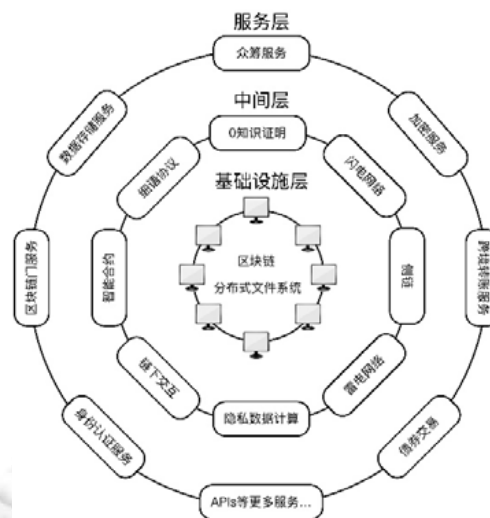 服务层
众筹服务
数据存储服务
加密服务
中间层
0知识证明
细语协议
闪电网络
基础设施层
区块链门服务
智能合约
区块链
分布式文件系统
侧链
跨境转账服务
链下交互
雷电网络
隐私数据计算
身份认证服务
债券交易
APIs等更多服务...